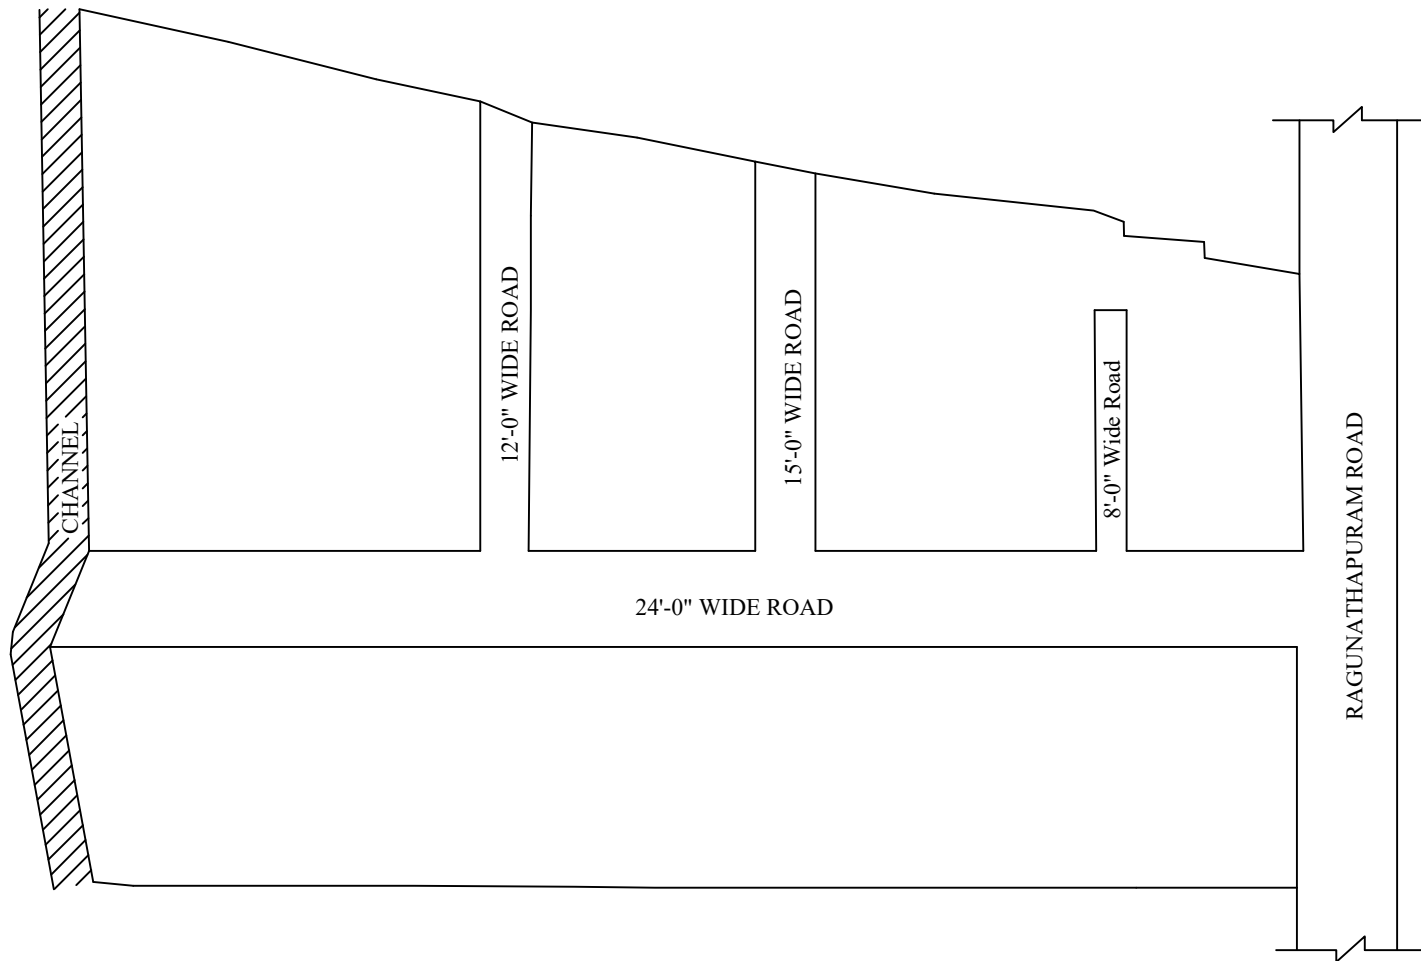 CHANNEL
12'-0" WIDE ROAD
15'-0" WIDE ROAD
8'-0" Wide Road
24'-0" WIDE ROAD
RAGUNATHAPURAM ROAD